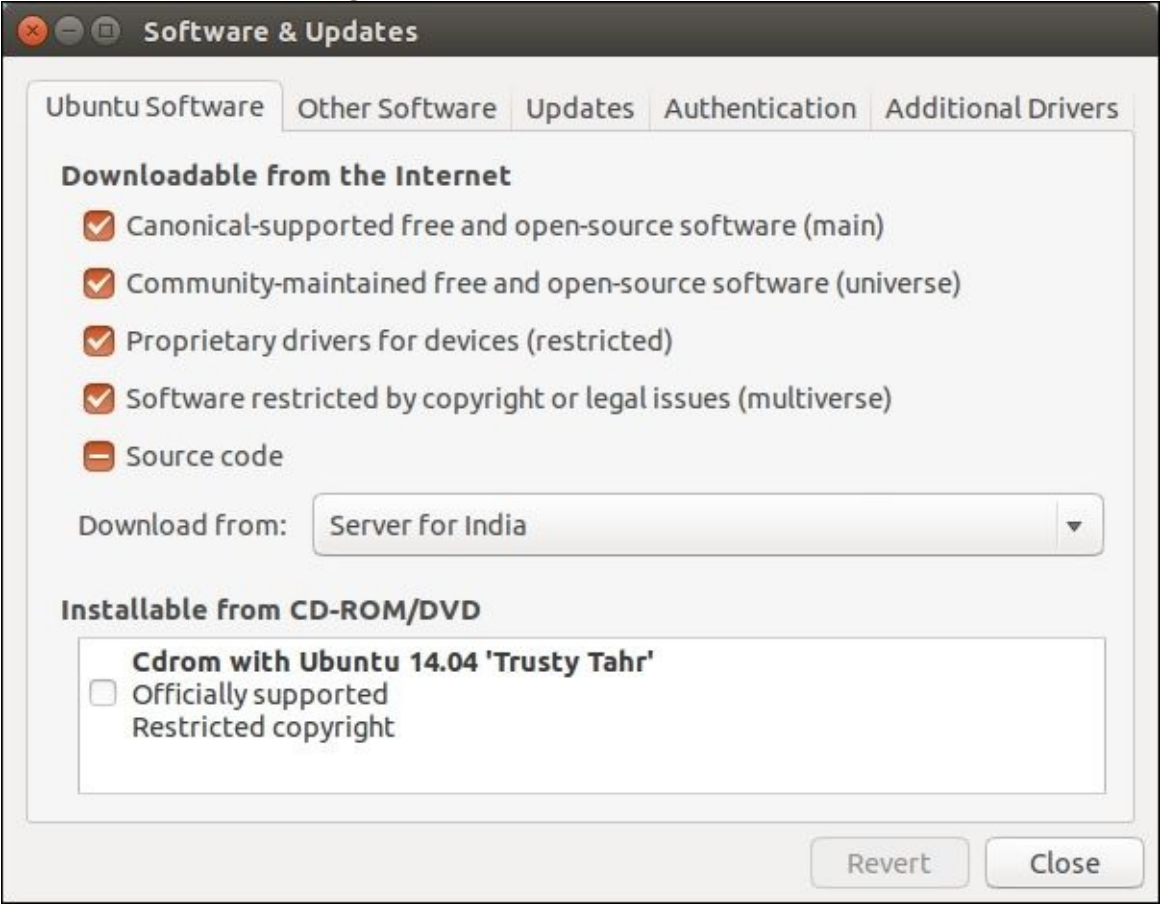 Software & Updates
Ubuntu Software Other Software Updates Authentication Additional Drivers
Downloadable from the Internet
Canonical-supported free and open-source software (main)
Community-maintained free and open-source software (universe)
Proprietary drivers for devices (restricted)
Software restricted by copyright or legal issues (multiverse)
Source code
Download from: Server for India
Installable from CD-ROM/DVD
Cdrom with Ubuntu 14.04 'Trusty Tahr'
Officially supported
Restricted copyright
Revert Close